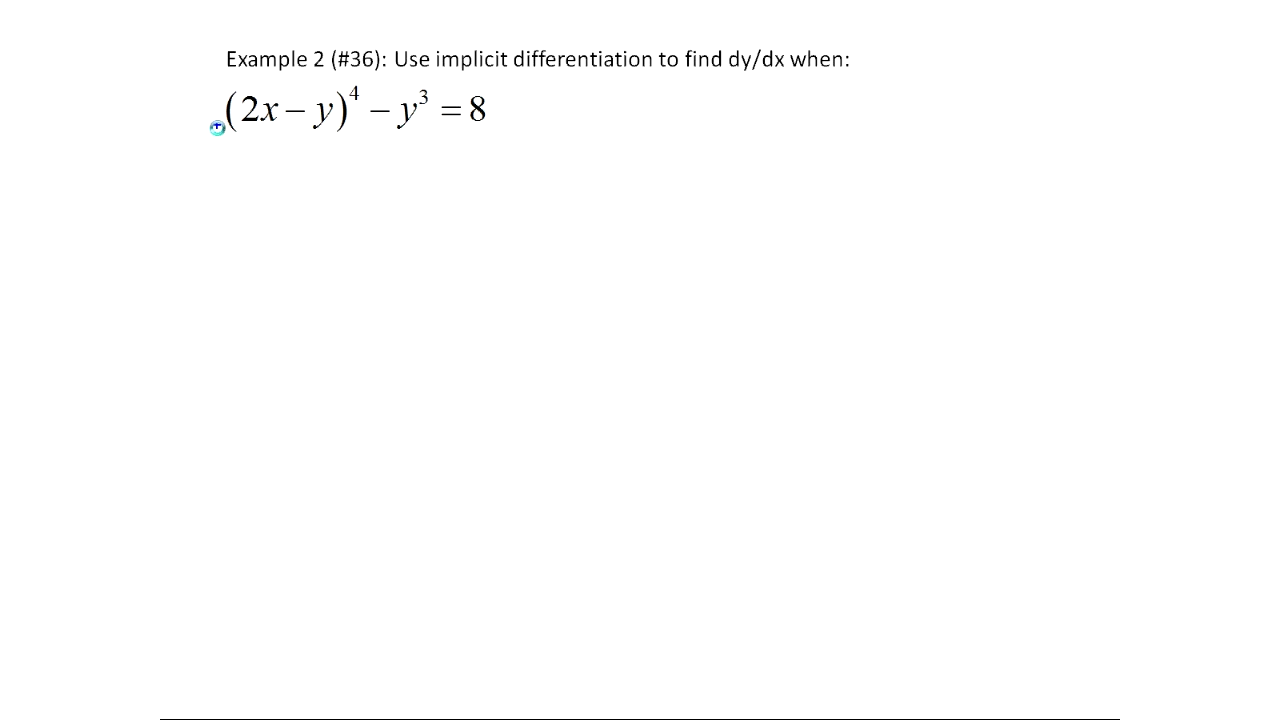 Example 2 (#36): Use implicit differentiation to find dy/dx when:
(2x − y)⁴ − y³ = 8